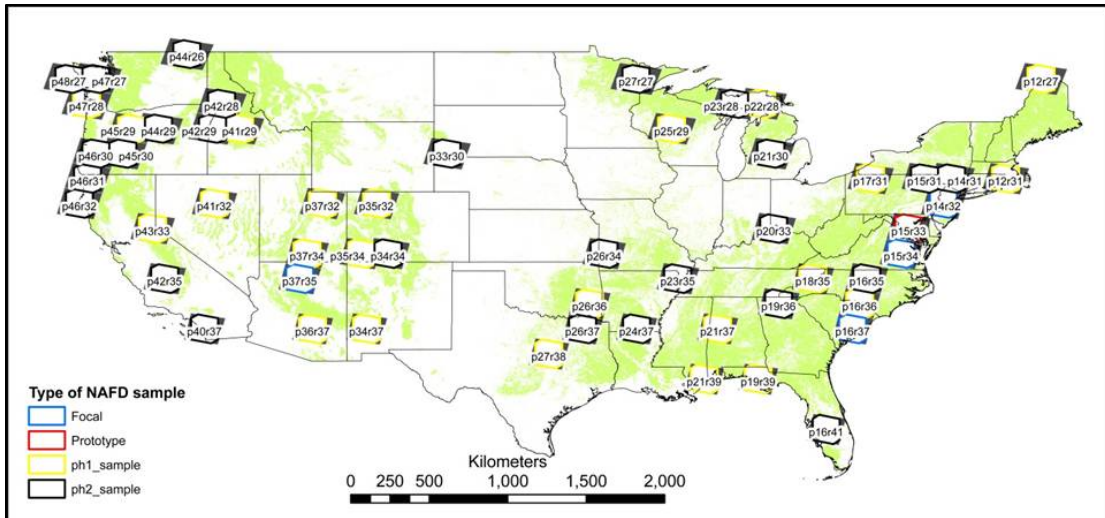 p44r26
p48r27
p47r27
p27r27
p12r27
p47r28
p42r28
p23r28
p22r28
p45r29
p44r29
p42r29
p41r29
p25r29
p46r30
p45r30
p33r30
p21r30
p46r31
p17r31
p15r31
p14r31
p12r31
p46r32
p41r32
p37r32
p35r32
p14r32
p43r33
p20r33
p15r33
p37r34
p35r34
p34r34
p26r34
p15r34
p42r35
p37r35
p23r35
p18r35
p16r35
p26r36
p19r36
p16r36
p40r37
p36r37
p34r37
p26r37
p24r37
p21r37
p16r37
p27r38
p21r39
p19r39
p16r41
Type of NAFD sample
Focal
Prototype
ph1_sample
ph2_sample
Kilometers
0 250 500 1,000 1,500 2,000